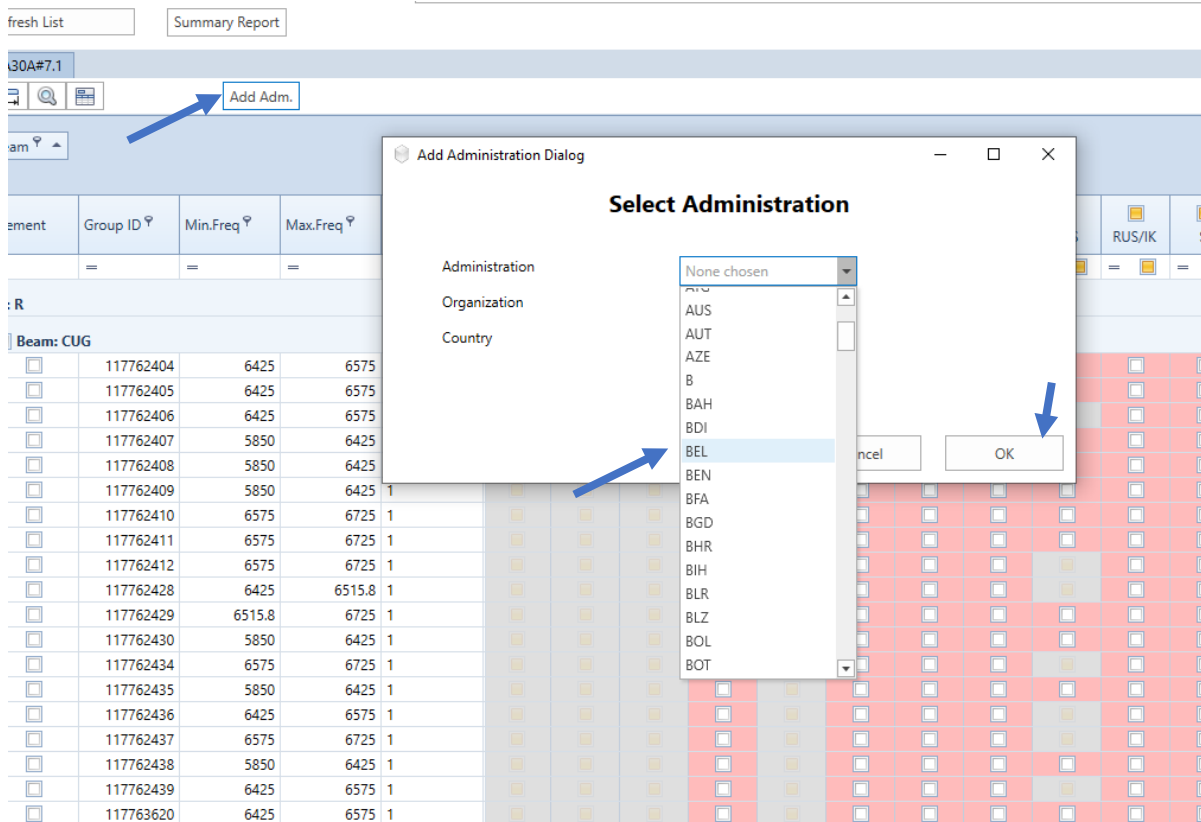 fresh List Summary Report
A30A#7.1
Add Adm.
eam
Add Administration Dialog
Select Administration
ement Group ID Min.Freq Max.Freq RUS/IK
= = = = =
Administration None chosen
Organization
Country
AUS
AUT
AZE
B
BAH
BDI
BEL
BEN
BFA
BGD
BHR
BIH
BLR
BLZ
BOL
BOT
ncel OK
: R
Beam: CUG
117762404 6425 6575
117762405 6425 6575
117762406 6425 6575
117762407 5850 6425
117762408 5850 6425
117762409 5850 6425 1
117762410 6575 6725 1
117762411 6575 6725 1
117762412 6575 6725 1
117762428 6425 6515.8 1
117762429 6515.8 6725 1
117762430 5850 6425 1
117762434 6575 6725 1
117762435 5850 6425 1
117762436 6425 6575 1
117762437 6575 6725 1
117762438 5850 6425 1
117762439 6425 6575 1
117763620 6425 6575 1